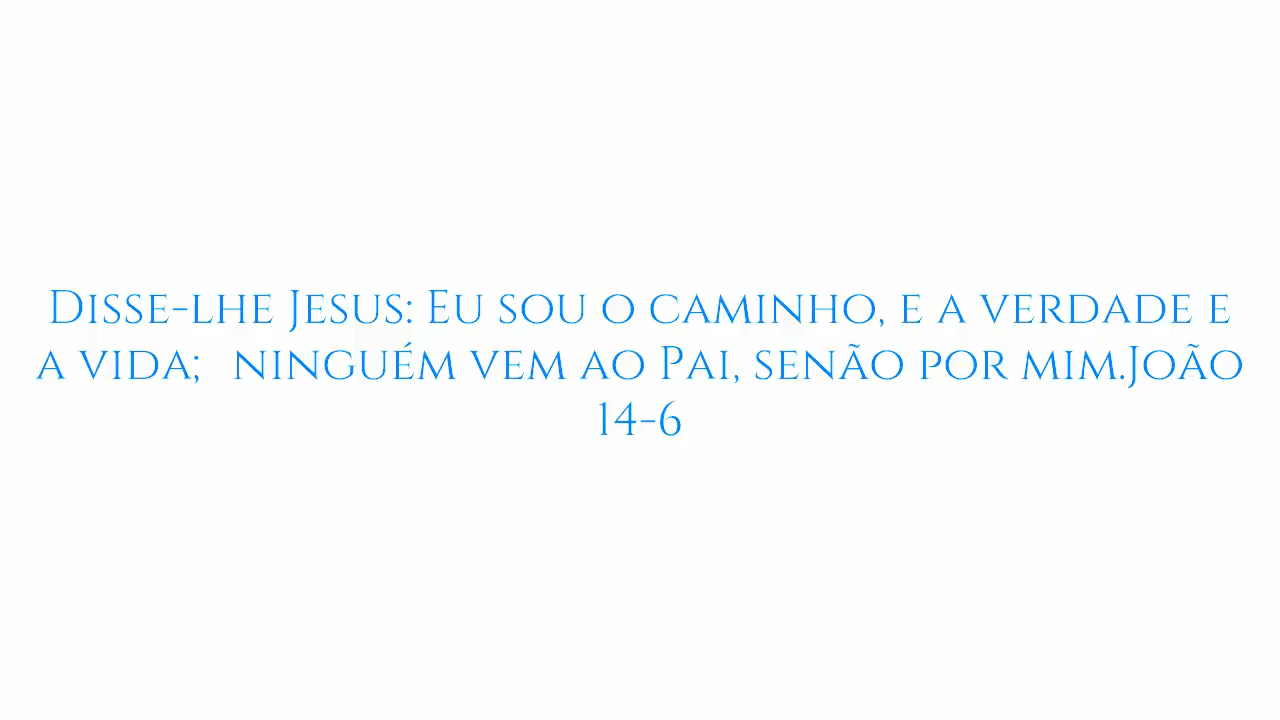 Disse-lhe Jesus: Eu sou o caminho, e a verdade e
a vida;  ninguém vem ao Pai, senão por mim.João
14-6